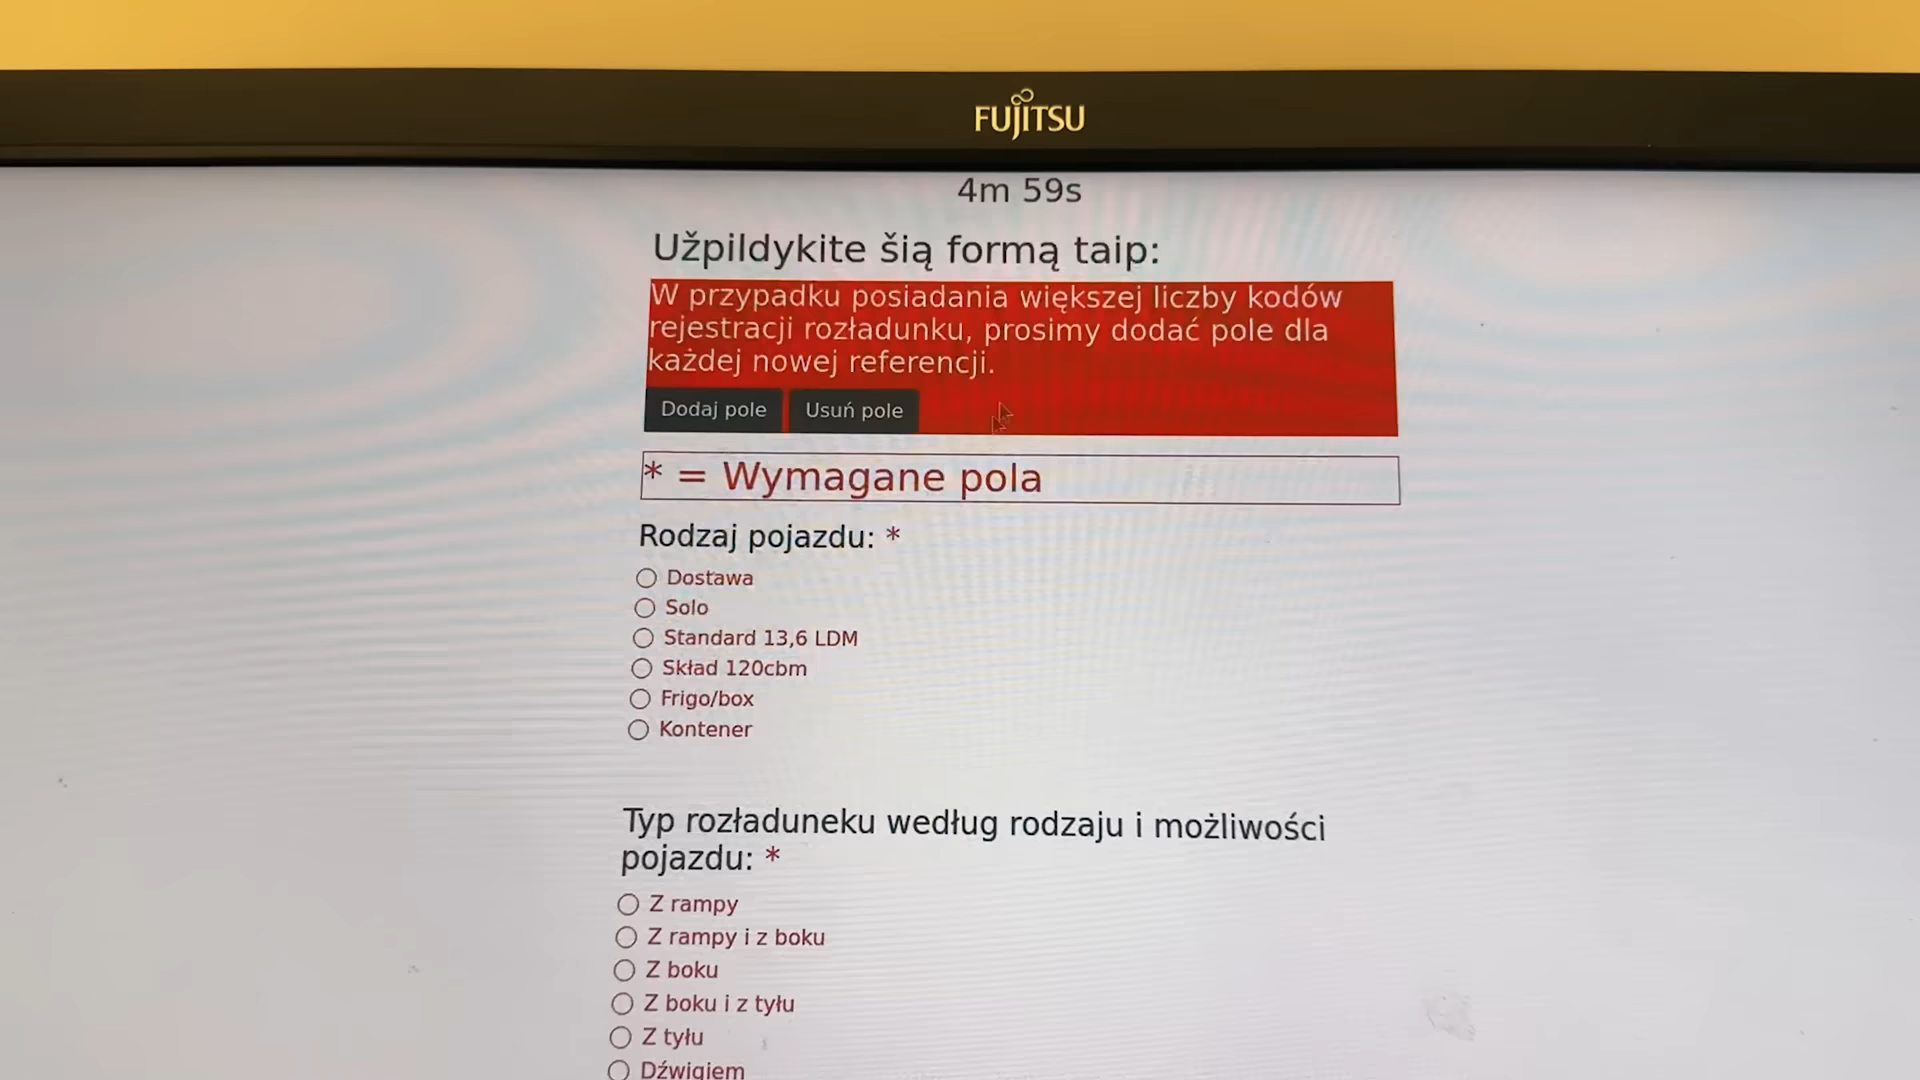 FUJITSU
4m 59s
Užpildykite šią formą taip:
W przypadku posiadania większej liczby kodów
rejestracji rozładunku, prosimy dodać pole dla
każdej nowej referencji.
Dodaj pole Usuń pole
* = Wymagane pola
Rodzaj pojazdu: *
Dostawa
Solo
Standard 13,6 LDM
Skład 120cbm
Frigo/box
Kontener
Typ rozładuneku według rodzaju i możliwości
pojazdu: *
Z rampy
Z rampy i z boku
Z boku
Z boku i z tyłu
Z tyłu
Dźwigiem